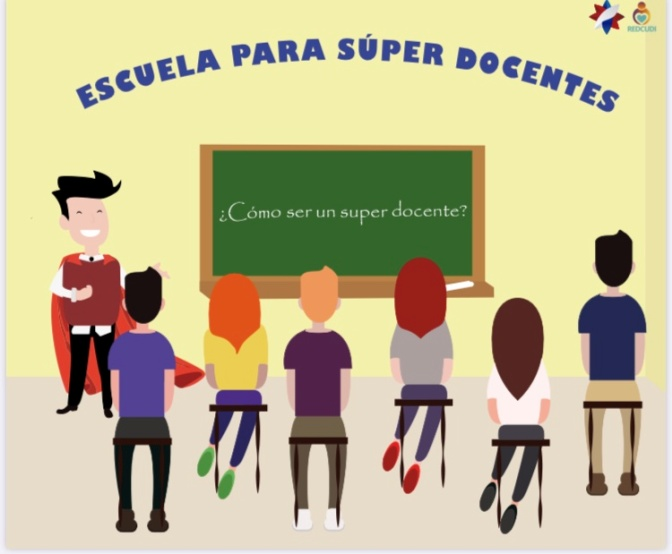 REDCUDI
ESCUELA PARA SÚPER DOCENTES
¿Cómo ser un super docente?